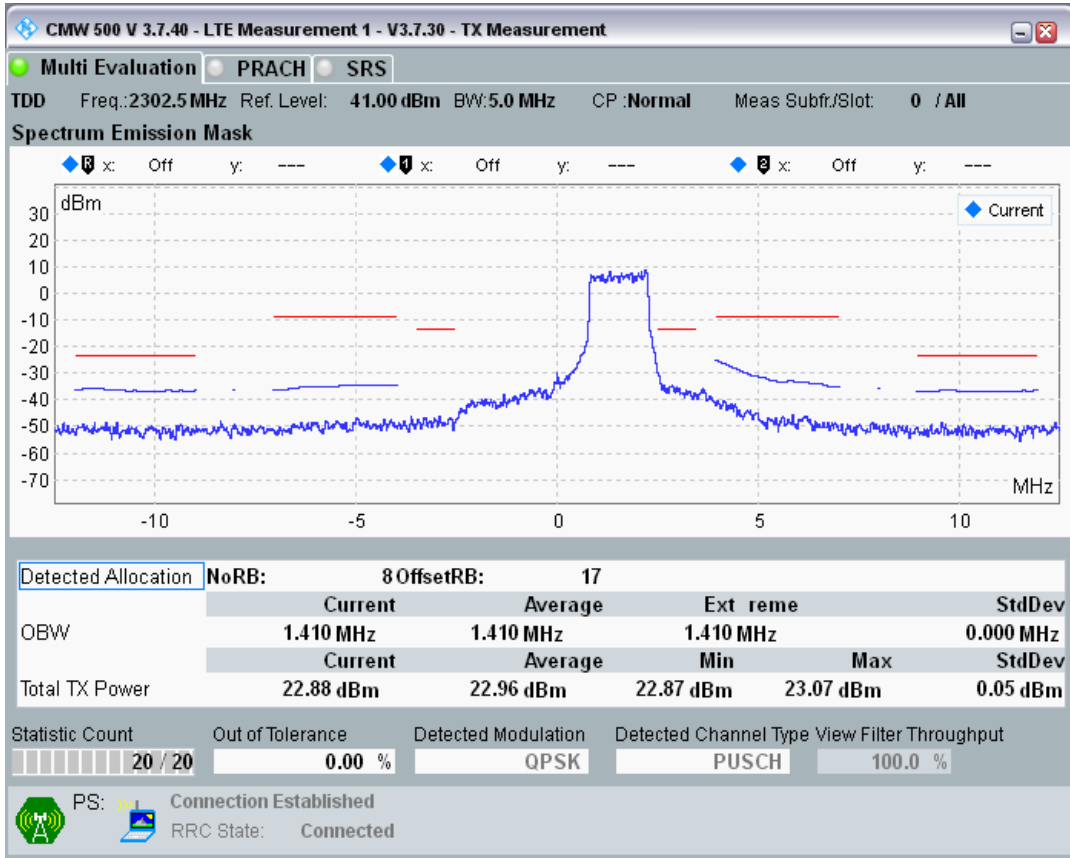 CMW 500 V 3.7.40 - LTE Measurement 1 - V3.7.30 - TX Measurement
Multi Evaluation PRACH SRS
TDD Freq.:2302.5 MHz Ref. Level: 41.00 dBm BW:5.0 MHz CP :Normal Meas Subfr./Slot: 0 / All
Spectrum Emission Mask
R x: Off y: --- 1 x: Off y: --- 2 x: Off y: ---
dBm
Current
30
20
10
0
-10
-20
-30
-40
-50
-60
-70
MHz
-10 -5 0 5 10
Detected Allocation NoRB: 8 OffsetRB: 17
Current Average Ext reme StdDev
OBW 1.410 MHz 1.410 MHz 1.410 MHz 0.000 MHz
Current Average Min Max StdDev
Total TX Power 22.88 dBm 22.96 dBm 22.87 dBm 23.07 dBm 0.05 dBm
Statistic Count Out of Tolerance Detected Modulation Detected Channel Type View Filter Throughput
20 / 20 0.00 % QPSK PUSCH 100.0 %
PS: Connection Established
RRC State: Connected